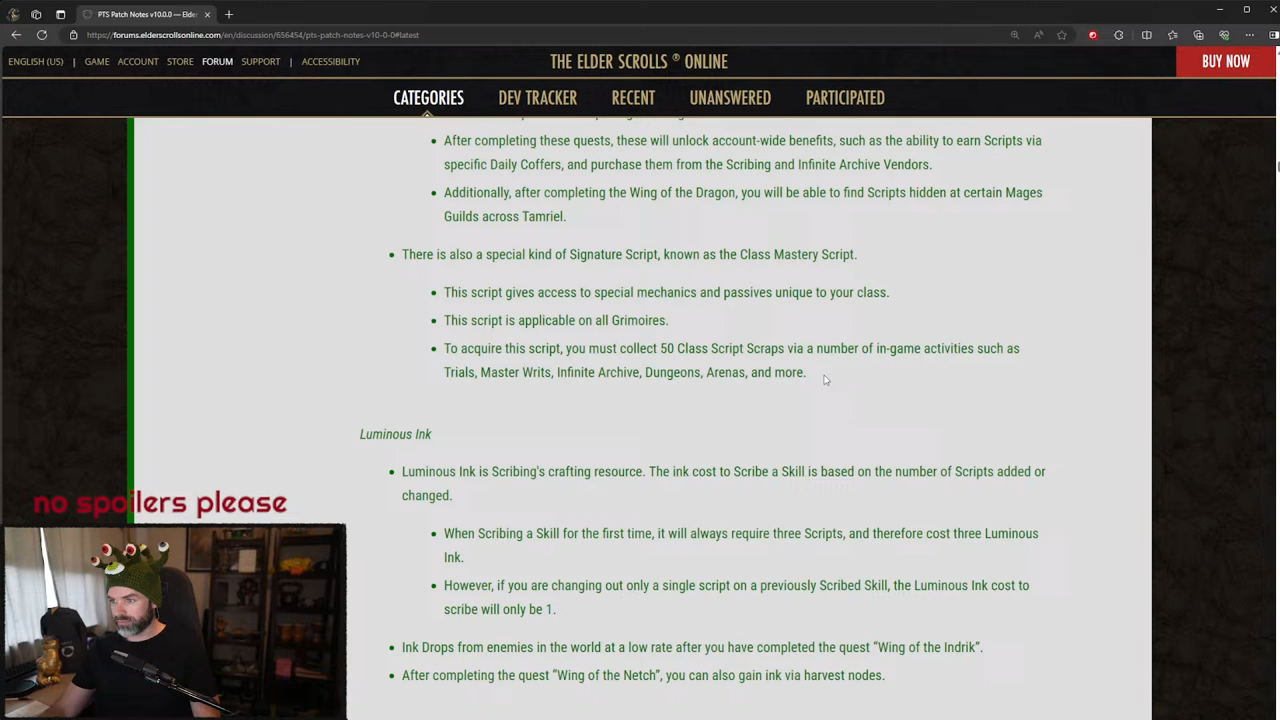 PTS Patch Notes v10.0.0 — Elder
https://forums.elderscrollsonline.com/en/discussion/656454/pts-patch-notes-v10-0-0#latest
ENGLISH (US) | GAME ACCOUNT STORE FORUM SUPPORT | ACCESSIBILITY
THE ELDER SCROLLS ® ONLINE
BUY NOW
CATEGORIES DEV TRACKER RECENT UNANSWERED PARTICIPATED
After completing these quests, these will unlock account-wide benefits, such as the ability to earn Scripts via
specific Daily Coffers, and purchase them from the Scribing and Infinite Archive Vendors.
Additionally, after completing the Wing of the Dragon, you will be able to find Scripts hidden at certain Mages
Guilds across Tamriel.
There is also a special kind of Signature Script, known as the Class Mastery Script.
This script gives access to special mechanics and passives unique to your class.
This script is applicable on all Grimoires.
To acquire this script, you must collect 50 Class Script Scraps via a number of in-game activities such as
Trials, Master Writs, Infinite Archive, Dungeons, Arenas, and more.
Luminous Ink
Luminous Ink is Scribing's crafting resource. The ink cost to Scribe a Skill is based on the number of Scripts added or
changed.
When Scribing a Skill for the first time, it will always require three Scripts, and therefore cost three Luminous
Ink.
However, if you are changing out only a single script on a previously Scribed Skill, the Luminous Ink cost to
scribe will only be 1.
Ink Drops from enemies in the world at a low rate after you have completed the quest “Wing of the Indrik”.
After completing the quest “Wing of the Netch”, you can also gain ink via harvest nodes.
no spoilers please